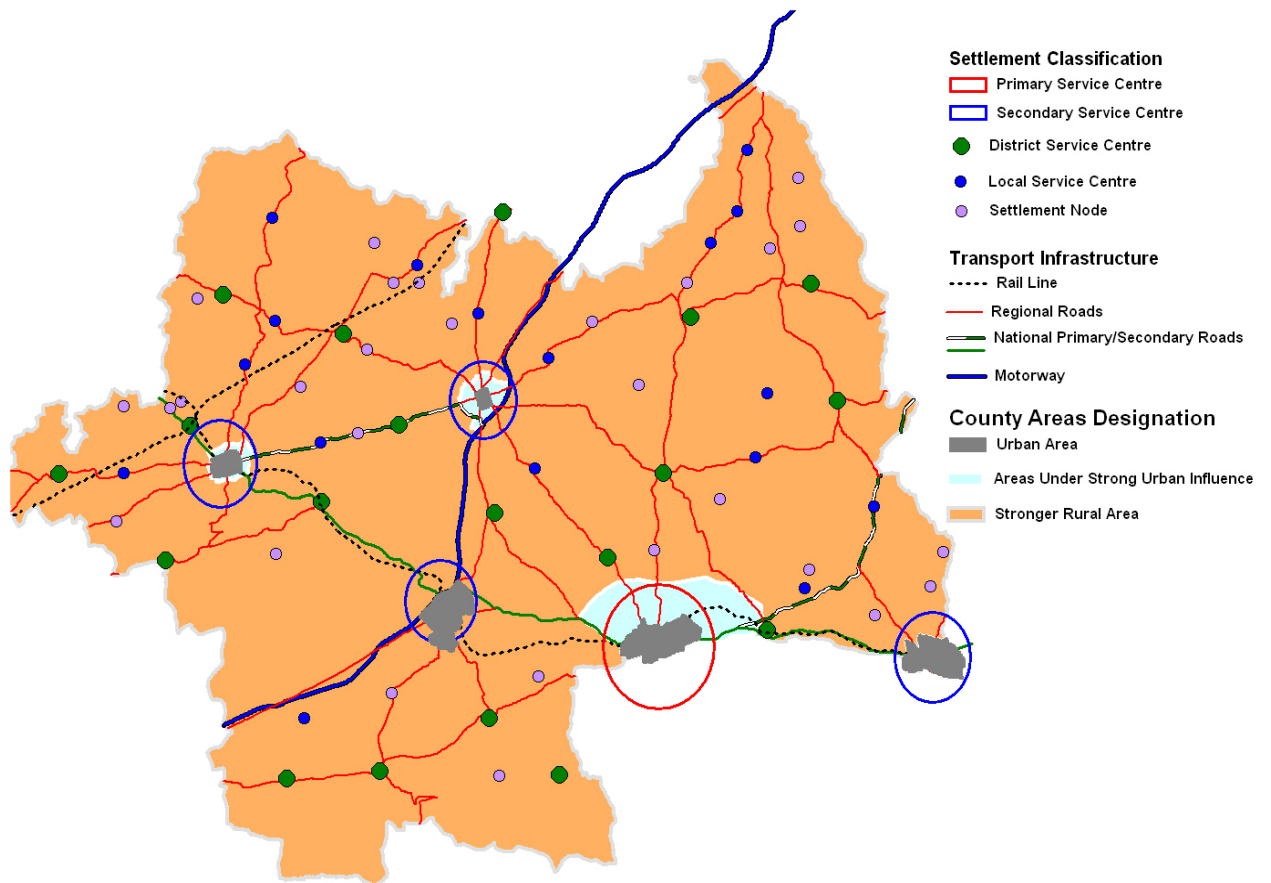 Settlement Classification
Primary Service Centre
Secondary Service Centre
District Service Centre
Local Service Centre
Settlement Node
Transport Infrastructure
Rail Line
Regional Roads
National Primary/Secondary Roads
Motorway
County Areas Designation
Urban Area
Areas Under Strong Urban Influence
Stronger Rural Area